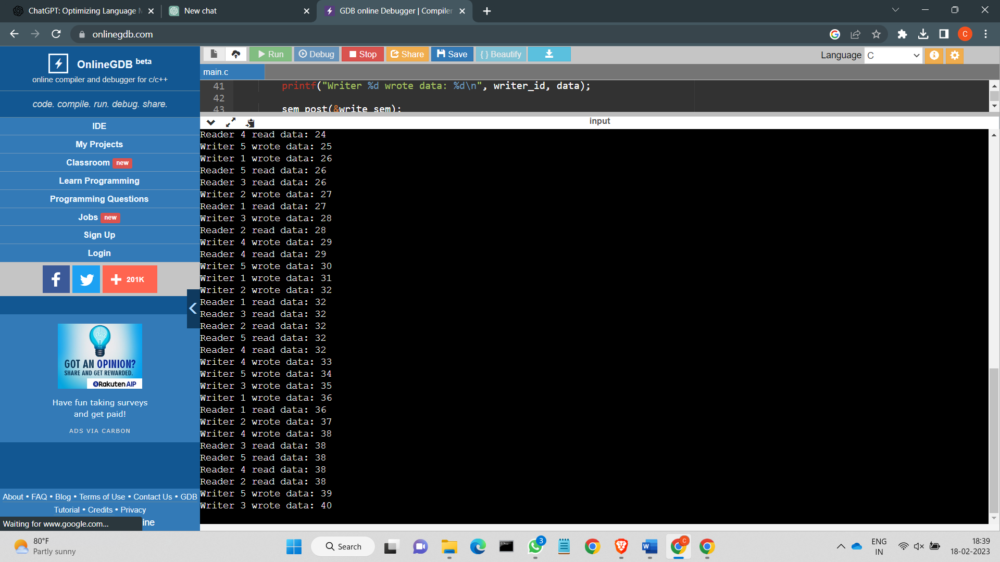 ChatGPT: Optimizing Language
New chat
GDB online Debugger | Compiler
onlinegdb.com
C
OnlineGDB beta
online compiler and debugger for c/c++
code. compile. run. debug. share.
IDE
My Projects
Classroom new
Learn Programming
Programming Questions
Jobs new
Sign Up
Login
201K
GOT AN OPINION?
SHARE AND GET REWARDED.
Rakuten AIP
Have fun taking surveys
and get paid!
ADS VIA CARBON
About • FAQ • Blog • Terms of Use • Contact Us • GDB
Tutorial • Credits • Privacy
ine
Waiting for www.google.com...
Run Debug Stop Share Save { } Beautify
Language C
main.c
41 printf("Writer %d wrote data: %d\n", writer_id, data);
42
43 sem_post(&write_sem);
input
Reader 4 read data: 24
Writer 5 wrote data: 25
Writer 1 wrote data: 26
Reader 5 read data: 26
Reader 3 read data: 26
Writer 2 wrote data: 27
Reader 1 read data: 27
Writer 3 wrote data: 28
Reader 2 read data: 28
Writer 4 wrote data: 29
Reader 4 read data: 29
Writer 5 wrote data: 30
Writer 1 wrote data: 31
Writer 2 wrote data: 32
Reader 1 read data: 32
Reader 3 read data: 32
Reader 2 read data: 32
Reader 5 read data: 32
Reader 4 read data: 32
Writer 4 wrote data: 33
Writer 5 wrote data: 34
Writer 3 wrote data: 35
Writer 1 wrote data: 36
Reader 1 read data: 36
Writer 2 wrote data: 37
Writer 4 wrote data: 38
Reader 3 read data: 38
Reader 5 read data: 38
Reader 4 read data: 38
Reader 2 read data: 38
Writer 5 wrote data: 39
Writer 3 wrote data: 40
80°F
Partly sunny
Search
3
C
ENG
IN
18:39
18-02-2023